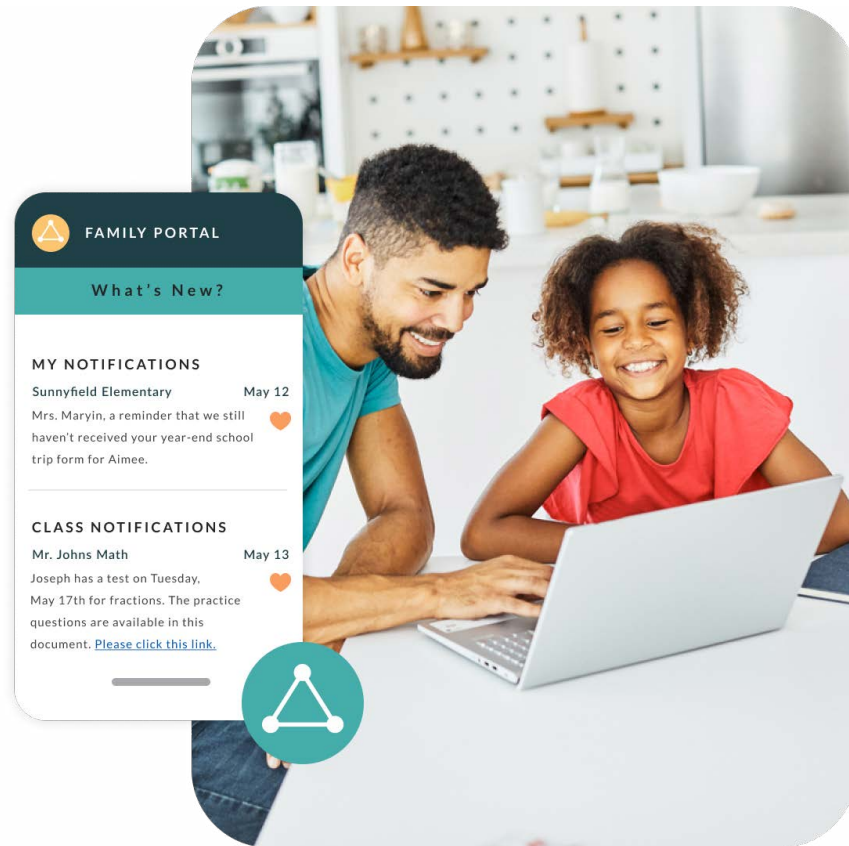 FAMILY PORTAL
What's New?
MY NOTIFICATIONS
Sunnyfield Elementary May 12
Mrs. Maryin, a reminder that we still
haven't received your year-end school
trip form for Aimee.
CLASS NOTIFICATIONS
Mr. Johns Math May 13
Joseph has a test on Tuesday,
May 17th for fractions. The practice
questions are available in this
document. Please click this link.